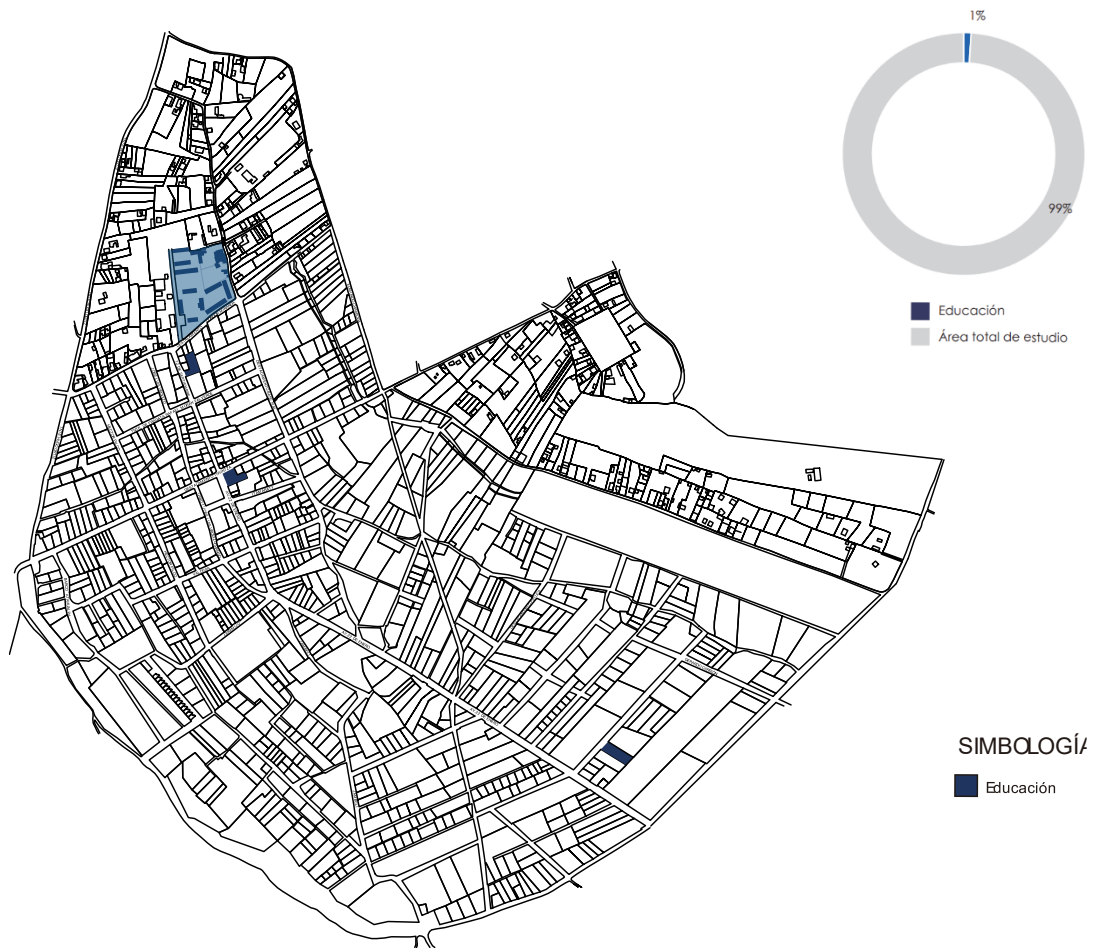 1%
99%
Educación
Área total de estudio
SIMBOLOGÍA
Educación